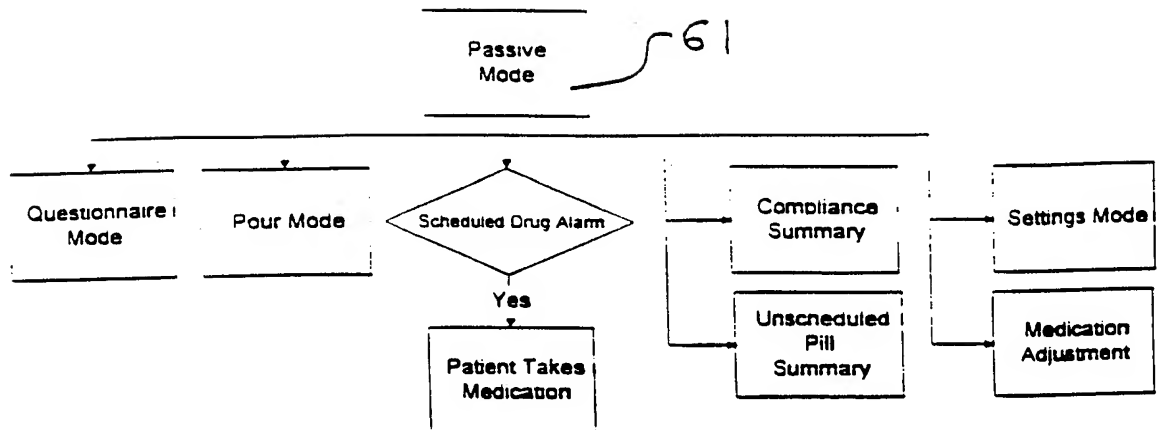 Passive
Mode
61
Questionnaire
Mode
Pour Mode
Scheduled Drug Alarm
Compliance
Summary
Settings Mode
Yes
Patient Takes
Medication
Unscheduled
Pill
Summary
Medication
Adjustment